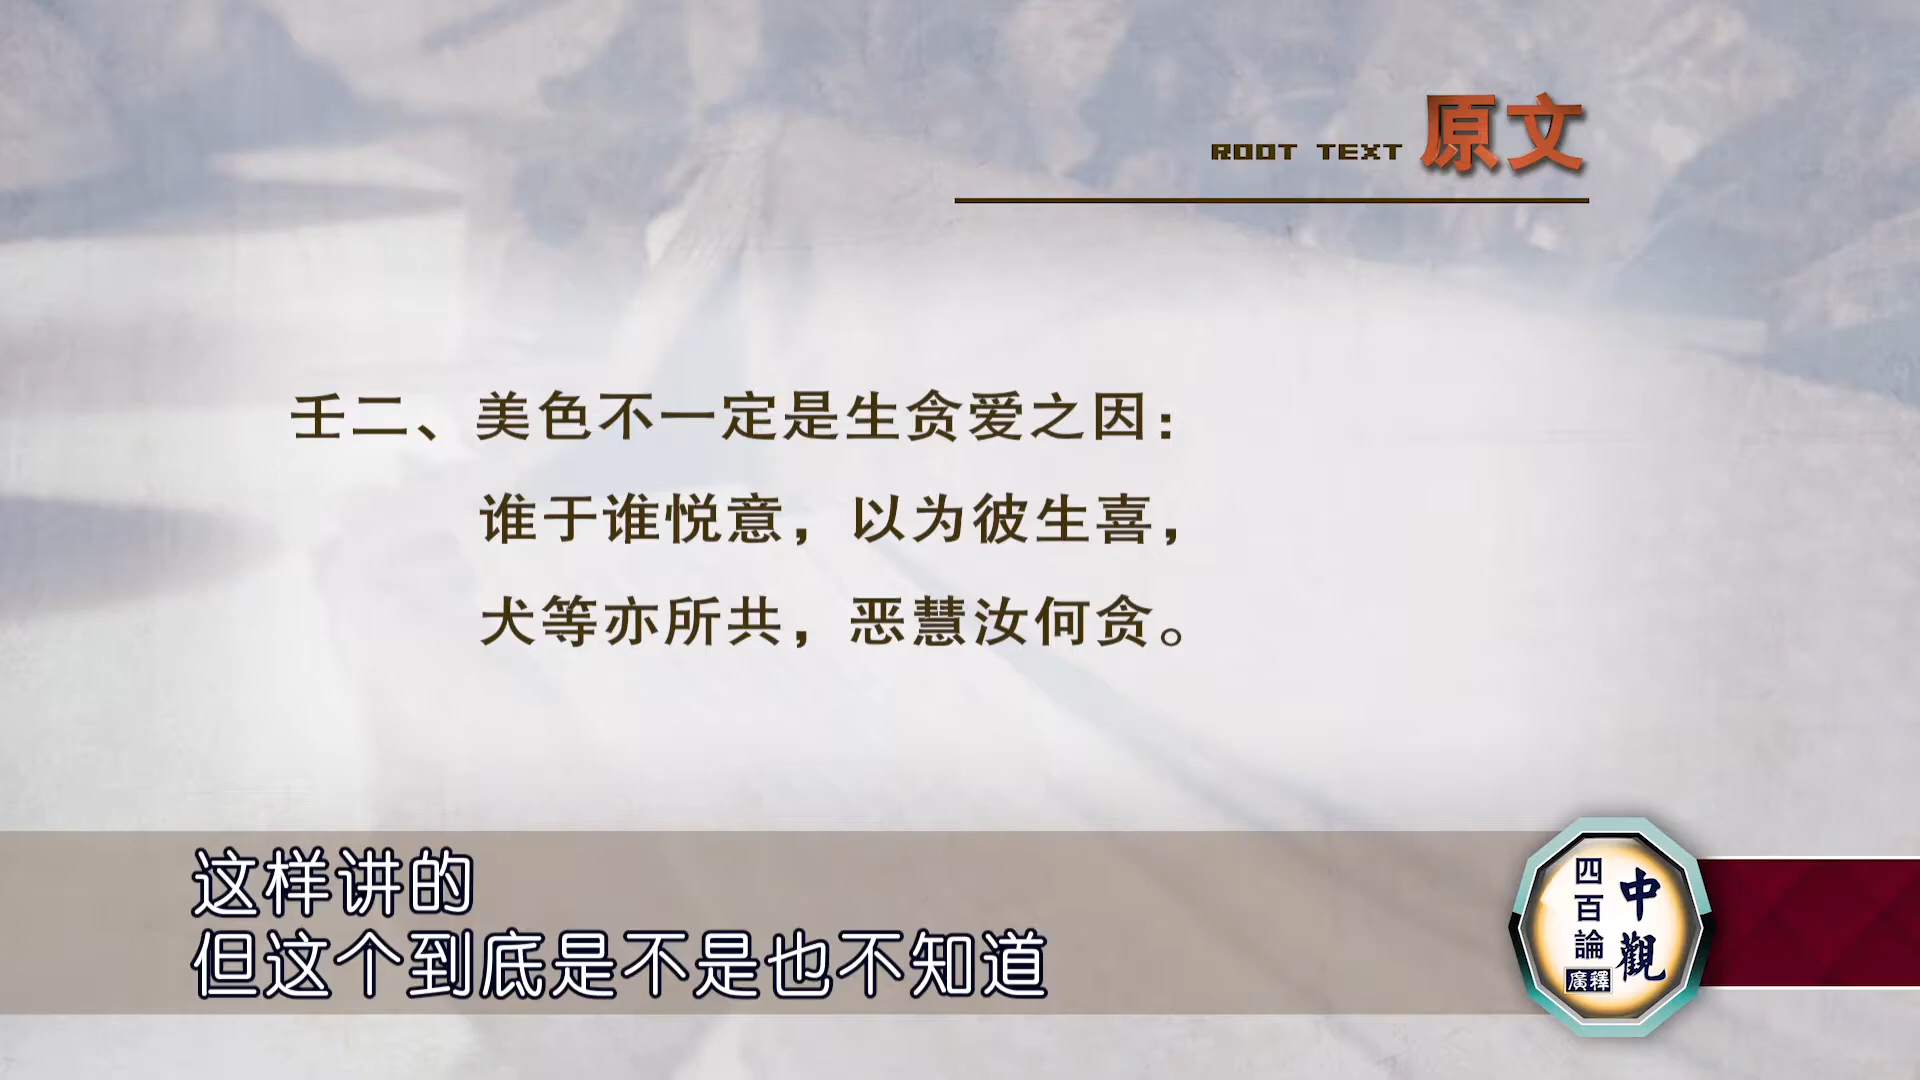 ROOT TEXT 原文
壬二、美色不一定是生贪爱之因：
谁于谁悦意，以为彼生喜，
犬等亦所共，恶慧汝何贪。
这样讲的
但这个到底是不是也不知道
中觀
四百論
廣釋